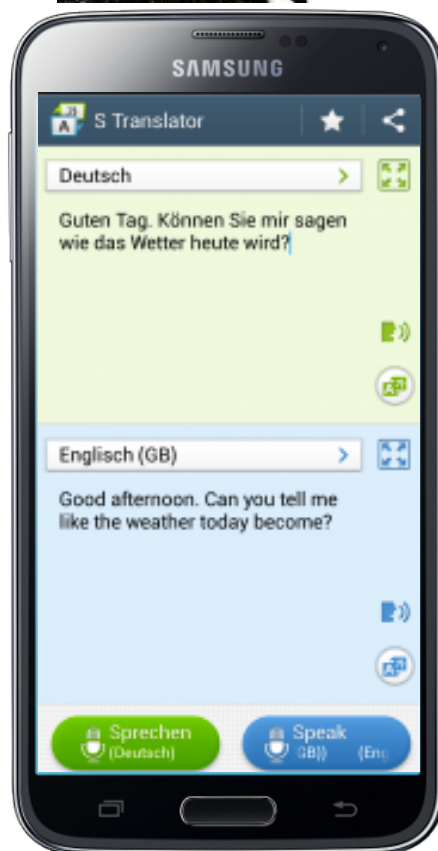 SAMSUNG
S Translator
Deutsch
Guten Tag. Können Sie mir sagen
wie das Wetter heute wird?
Englisch (GB)
Good afternoon. Can you tell me
like the weather today become?
Sprechen
(Deutsch)
Speak
GB)) (Eng